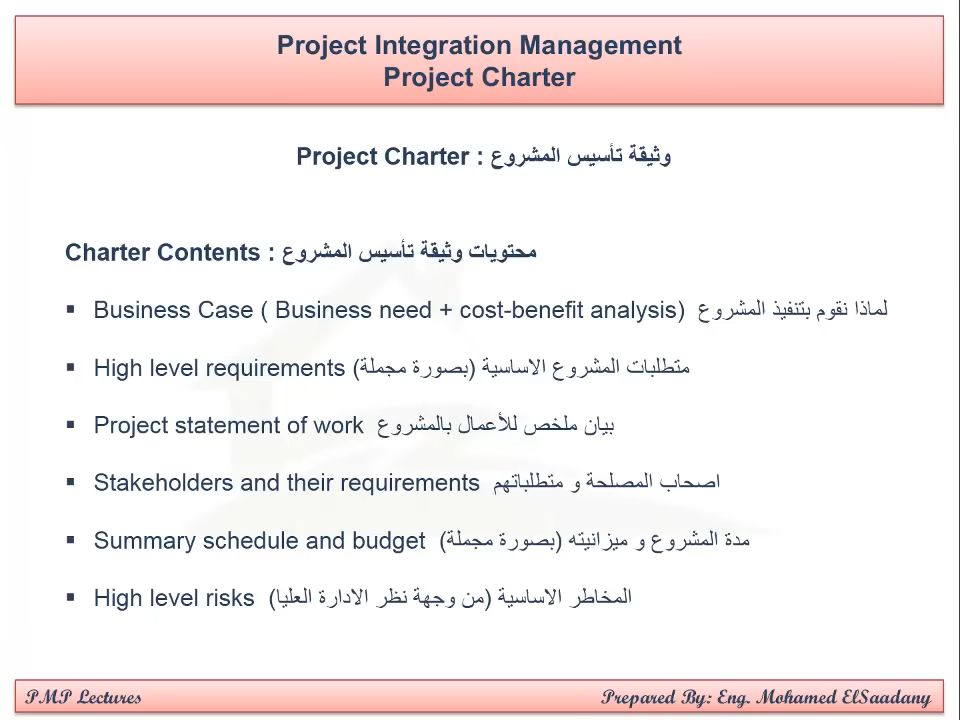 Project Integration Management
Project Charter
Project Charter : وثيقة تأسيس المشروع
Charter Contents : محتويات وثيقة تأسيس المشروع
▪ Business Case ( Business need + cost-benefit analysis) لماذا نقوم بتنفيذ المشروع
▪ High level requirements متطلبات المشروع الاساسية (بصورة مجملة)
▪ Project statement of work بيان ملخص للأعمال بالمشروع
▪ Stakeholders and their requirements اصحاب المصلحة و متطلباتهم
▪ Summary schedule and budget مدة المشروع و ميزانيته (بصورة مجملة)
▪ High level risks المخاطر الاساسية (من وجهة نظر الادارة العليا)
PMP Lectures
Prepared By: Eng. Mohamed ElSaadany